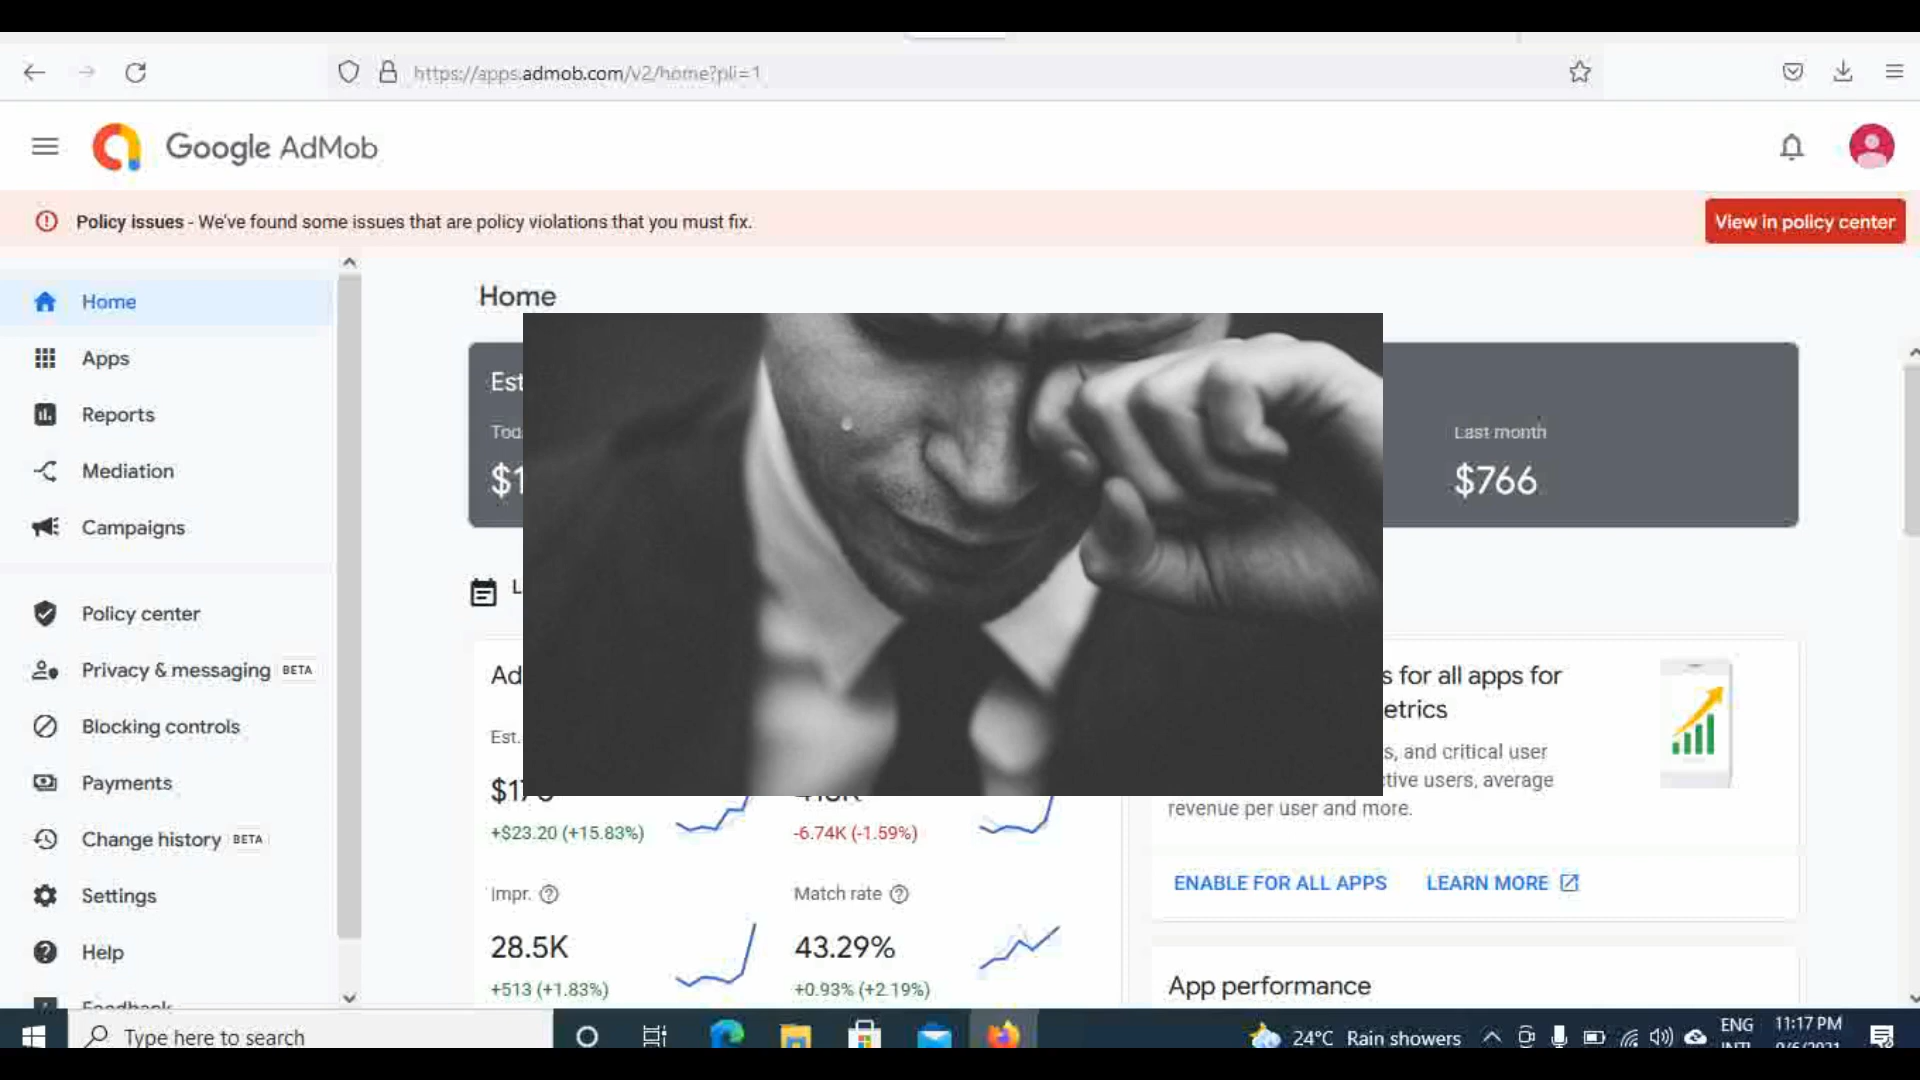 https://apps.admob.com/v2/home?pli=1
Google AdMob
Policy issues - We've found some issues that are policy violations that you must fix.
View in policy center
Home
Apps
Reports
Mediation
Campaigns
Policy center
Privacy & messaging BETA
Blocking controls
Payments
Change history BETA
Settings
Help
Feedback
Home
Est
Last month
$766
Ad
s for all apps for
etrics
Est.
s, and critical user
ctive users, average
revenue per user and more.
+$23.20 (+15.83%)
-6.74K (-1.59%)
ENABLE FOR ALL APPS
LEARN MORE
Impr.
Match rate
28.5K
43.29%
+513 (+1.83%)
+0.93% (+2.19%)
App performance
Type here to search
24°C Rain showers
ENG
11:17 PM